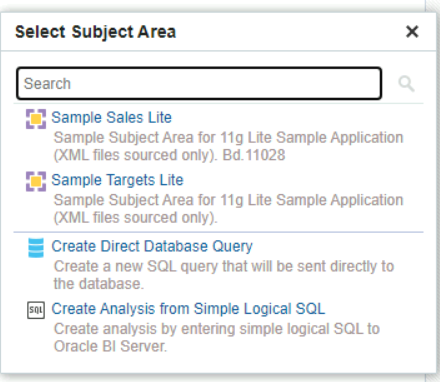 Select Subject Area
Search
Sample Sales Lite
Sample Subject Area for 11g Lite Sample Application
(XML files sourced only). Bd.11028
Sample Targets Lite
Sample Subject Area for 11g Lite Sample Application
(XML files sourced only).
Create Direct Database Query
Create a new SQL query that will be sent directly to
the database.
SQL Create Analysis from Simple Logical SQL
Create analysis by entering simple logical SQL to
Oracle BI Server.